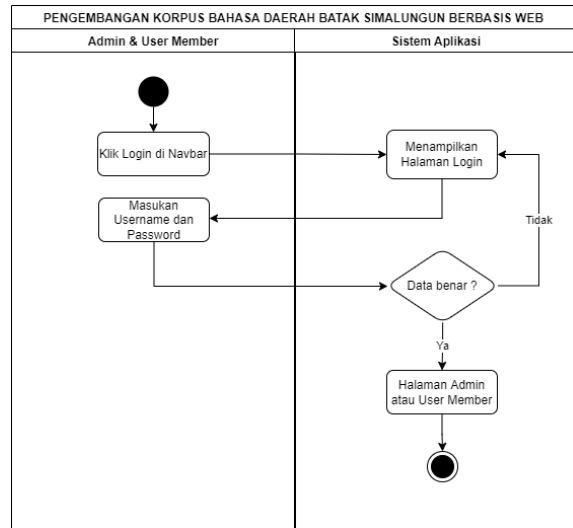 PENGEMBANGAN KORPUS BAHASA DAERAH BATAK SIMALUNGUN BERBASIS WEB
Admin & User Member
Sistem Aplikasi
Klik Login di Navbar
Menampilkan
Halaman Login
Masukan
Username dan
Password
Tidak
Data benar ?
Ya
Halaman Admin
atau User Member